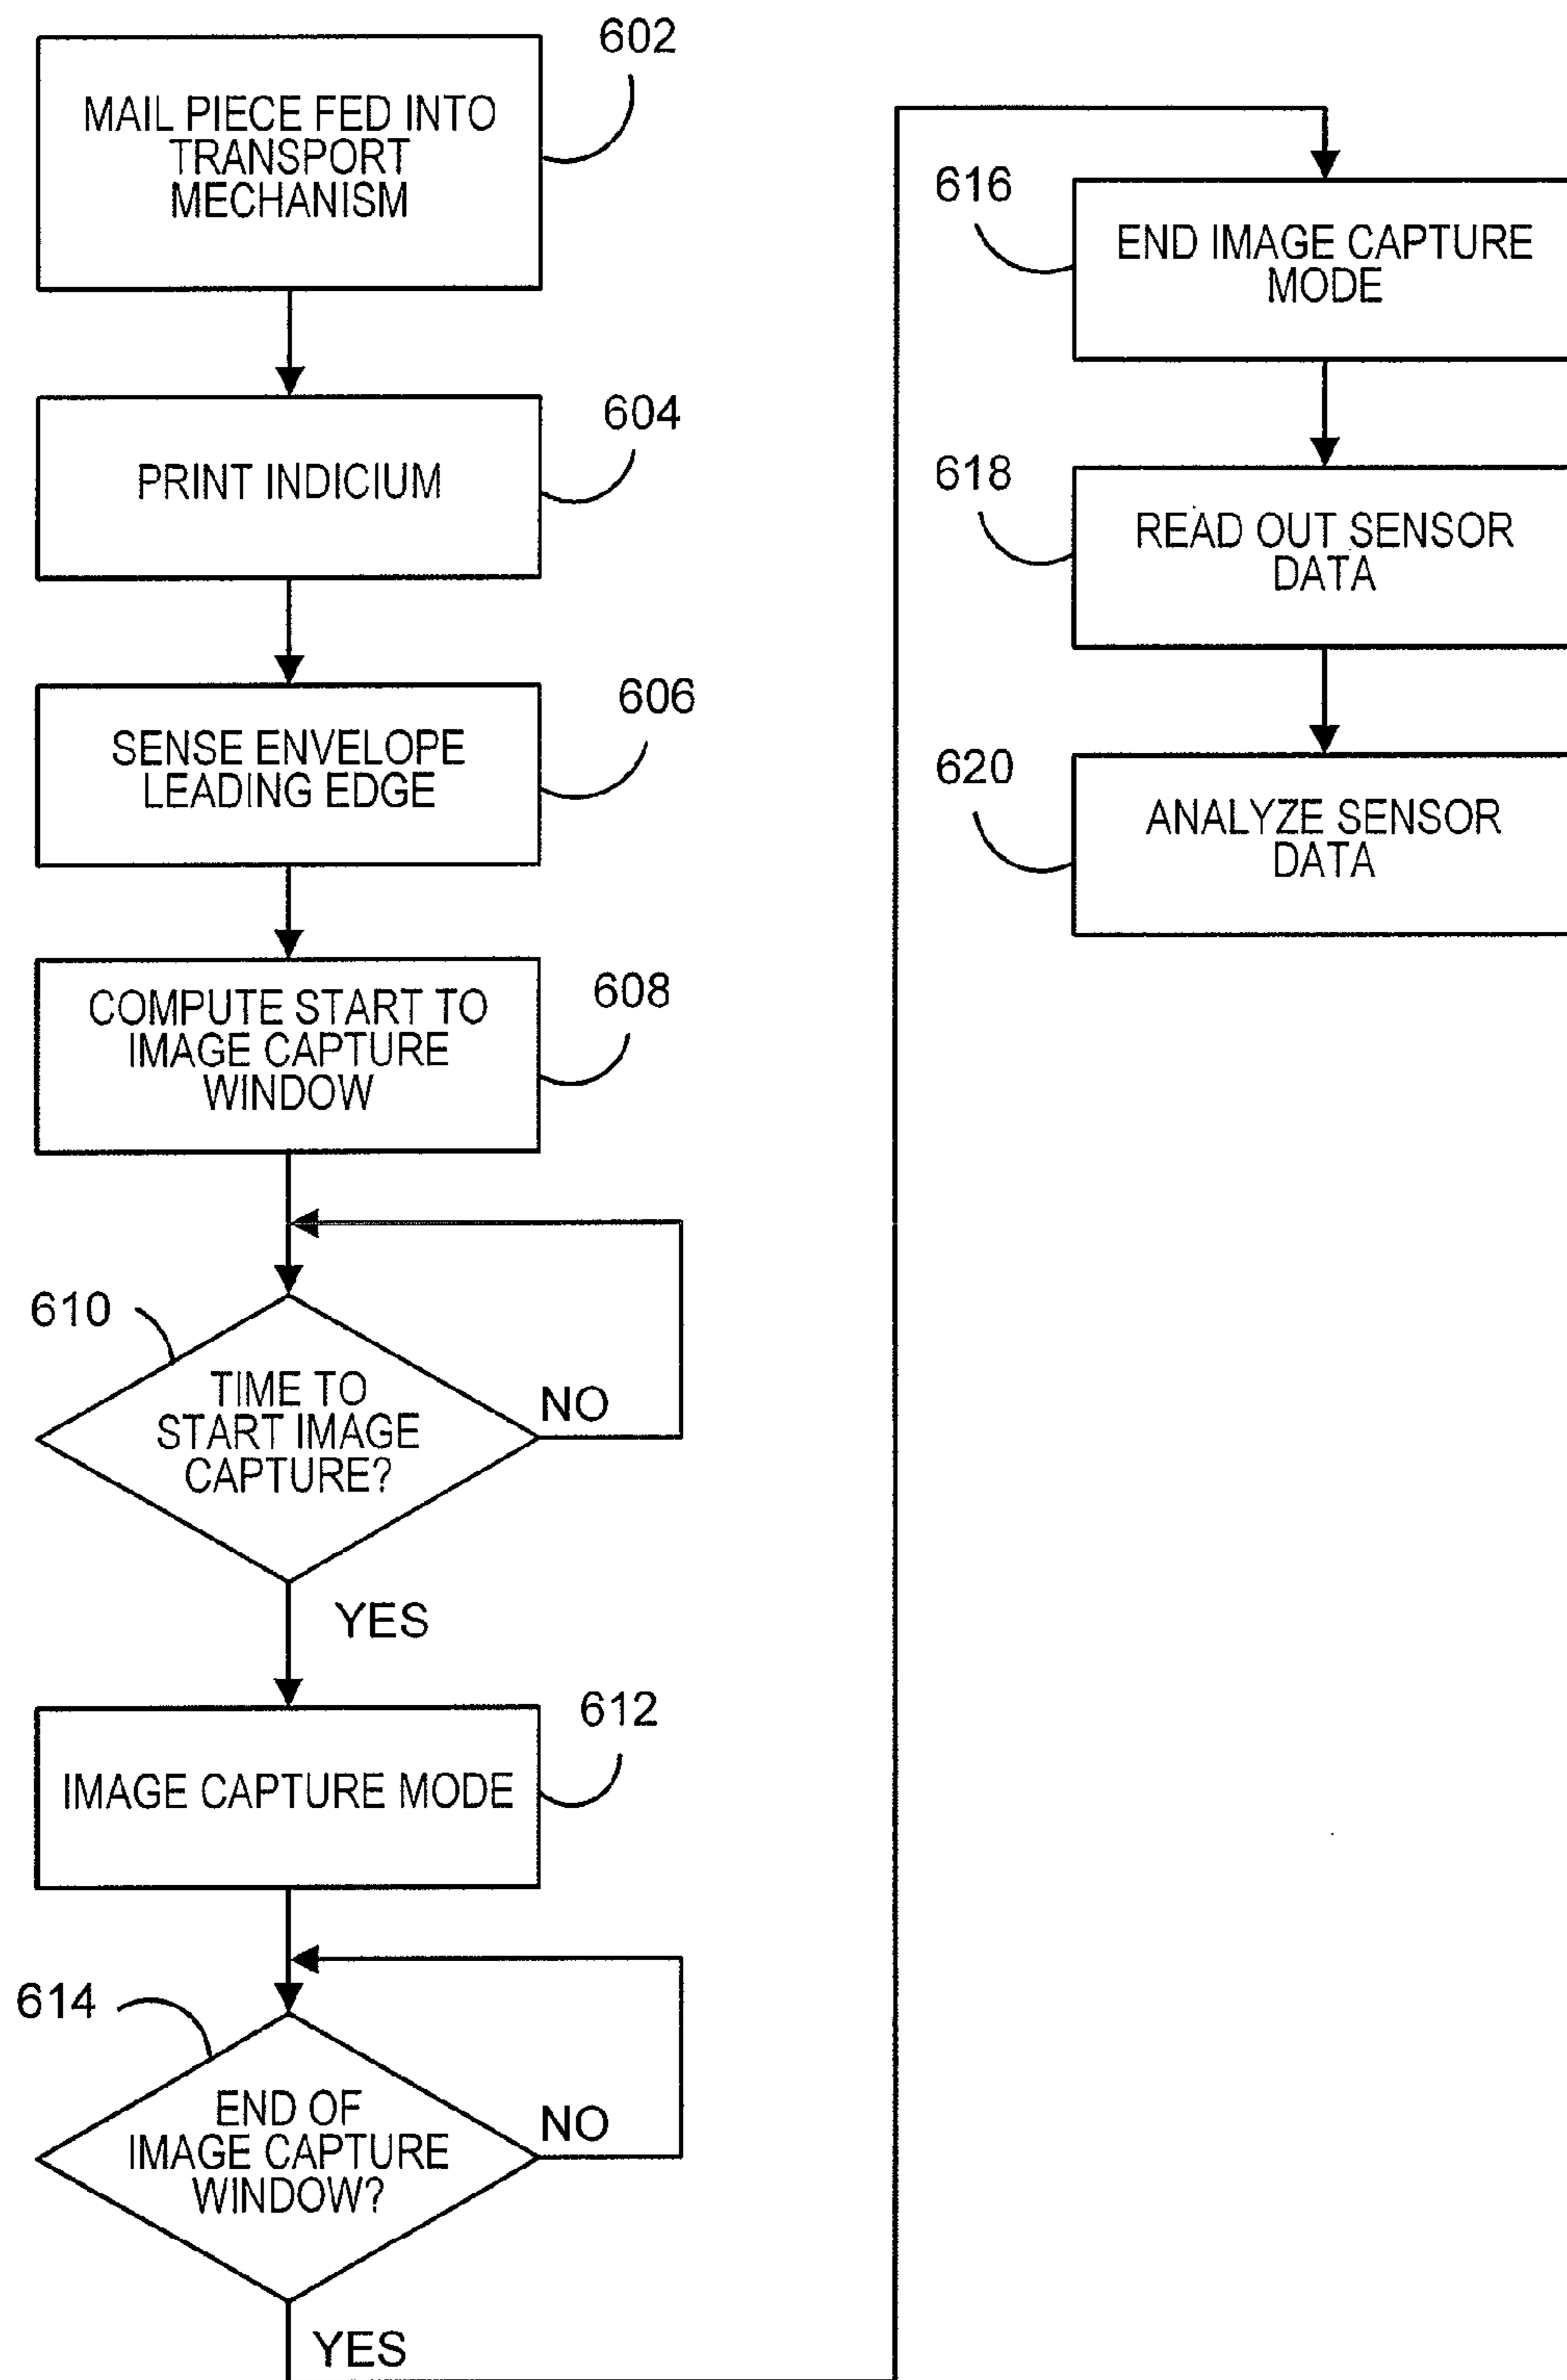 602
MAIL PIECE FED INTO
TRANSPORT
MECHANISM
604
PRINT INDICIUM
606
SENSE ENVELOPE
LEADING EDGE
608
COMPUTE START TO
IMAGE CAPTURE
WINDOW
610
TIME TO
START IMAGE
CAPTURE?
NO
YES
612
IMAGE CAPTURE MODE
614
END OF
IMAGE CAPTURE
WINDOW?
NO
YES
616
END IMAGE CAPTURE
MODE
618
READ OUT SENSOR
DATA
620
ANALYZE SENSOR
DATA